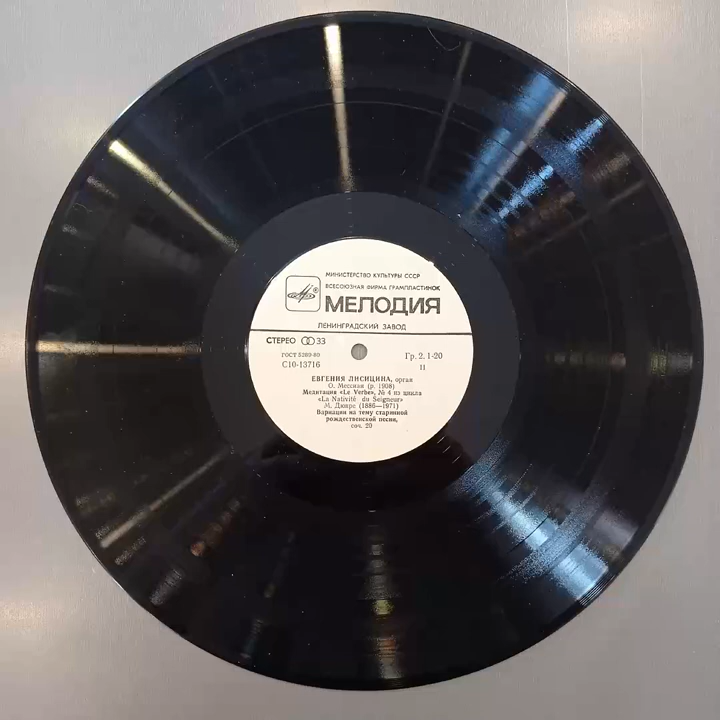 МИНИСТЕРСТВО КУЛЬТУРЫ СССР
ВСЕСОЮЗНАЯ ФИРМА ГРАМПЛАСТИНОК
® МЕЛОДИЯ
ЛЕНИНГРАДСКИЙ ЗАВОД
СТЕРЕО 33
ГОСТ 5289-80 Гр. 2. 1-20
С10-13716 II
ЕВГЕНИЯ ЛИСИЦИНА, орган
О. Мессиан (р. 1908)
Медитация «Le Verbe», № 4 из цикла
«La Nativité du Seigneur»
М. Дюпре (1886—1971)
Вариации на тему старинной
рождественской песни,
соч. 20